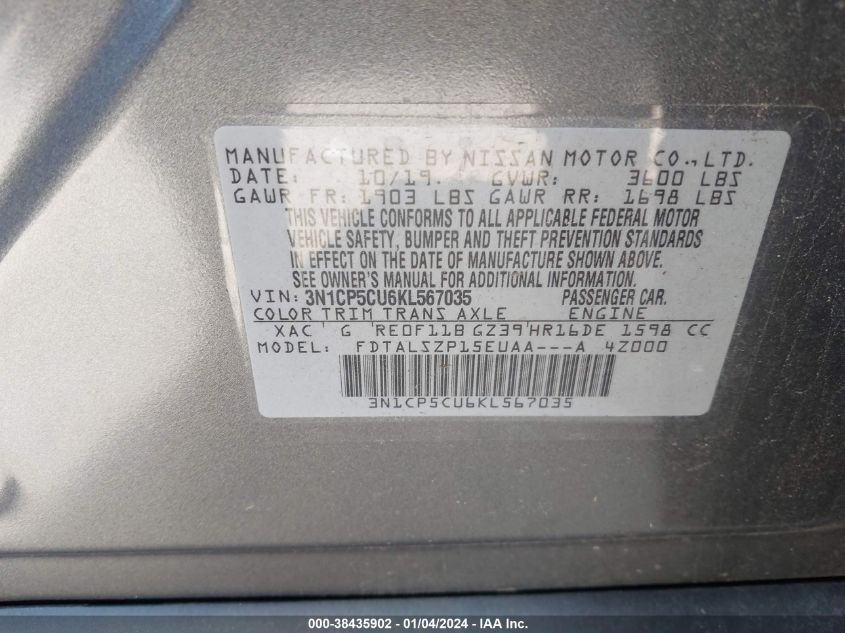 MANUFACTURED BY NISSAN MOTOR CO.,LTD.
DATE: 10/19. GVWR: 3600 LBS
GAWR FR: 1903 LBS GAWR RR: 1698 LBS
THIS VEHICLE CONFORMS TO ALL APPLICABLE FEDERAL MOTOR
VEHICLE SAFETY, BUMPER AND THEFT PREVENTION STANDARDS
IN EFFECT ON THE DATE OF MANUFACTURE SHOWN ABOVE.
SEE OWNER'S MANUAL FOR ADDITIONAL INFORMATION.
VIN: 3N1CP5CU6KL567035 PASSENGER CAR.
COLOR TRIM TRANS AXLE ENGINE
XAC G RE0F11B GZ39 HR16DE 1598 CC
MODEL: FDTALSZP15EUAA---A 4Z000
3N1CP5CU6KL567035
000-38435902 - 01/04/2024 - IAA Inc.